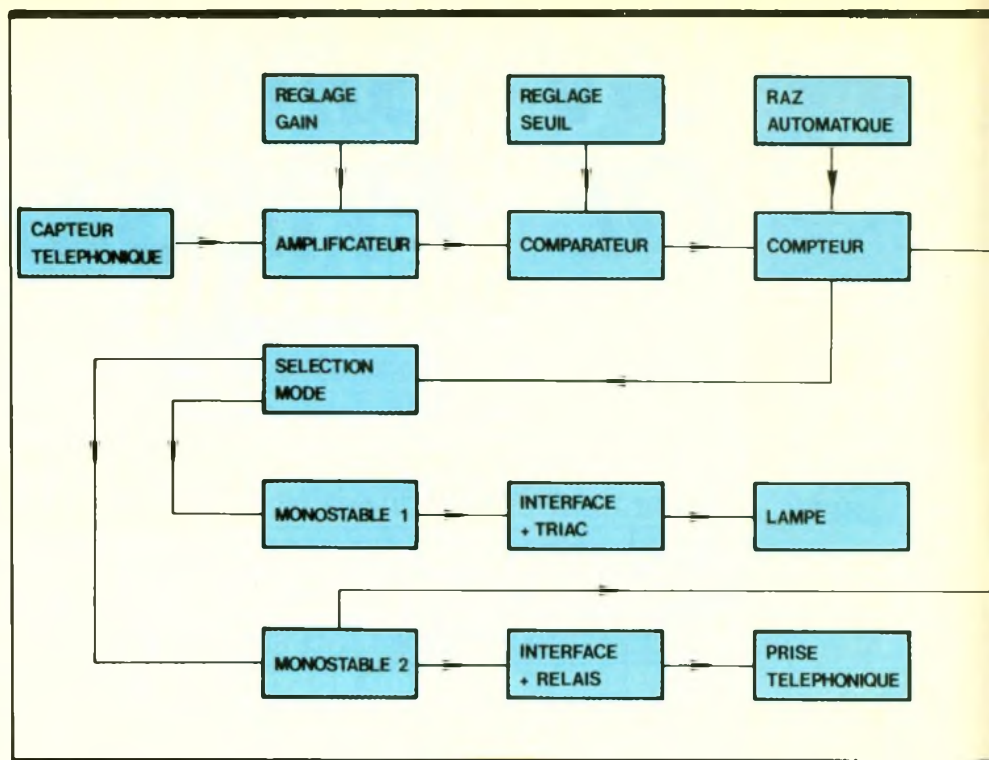 REGLAGE
GAIN
REGLAGE
SEUIL
RAZ
AUTOMATIQUE
CAPTEUR
TELEPHONIQUE
AMPLIFICATEUR
COMPARATEUR
COMPTEUR
SELECTION
MODE
MONOSTABLE 1
INTERFACE
+ TRIAC
LAMPE
MONOSTABLE 2
INTERFACE
+ RELAIS
PRISE
TELEPHONIQUE